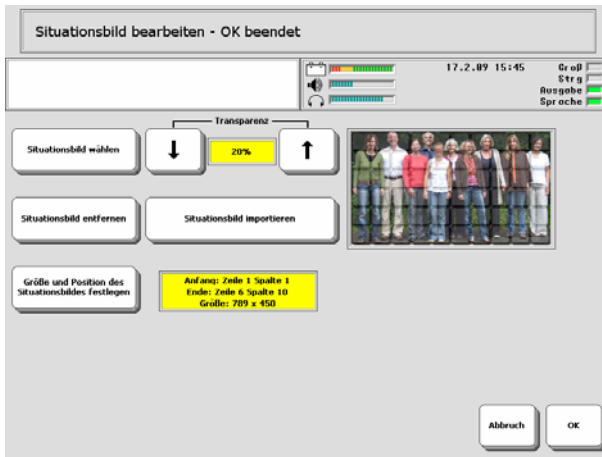 Situationsbild bearbeiten - OK beendet
17.2.09 15:45
Groß
Strg
Ausgabe
Sprache
Transparenz
Situationsbild wählen
20%
Situationsbild entfernen
Situationsbild importieren
Größe und Position des
Situationsbildes festlegen
Anfang: Zeile 1 Spalte 1
Ende: Zeile 6 Spalte 10
Größe: 789 x 450
Abbruch
OK